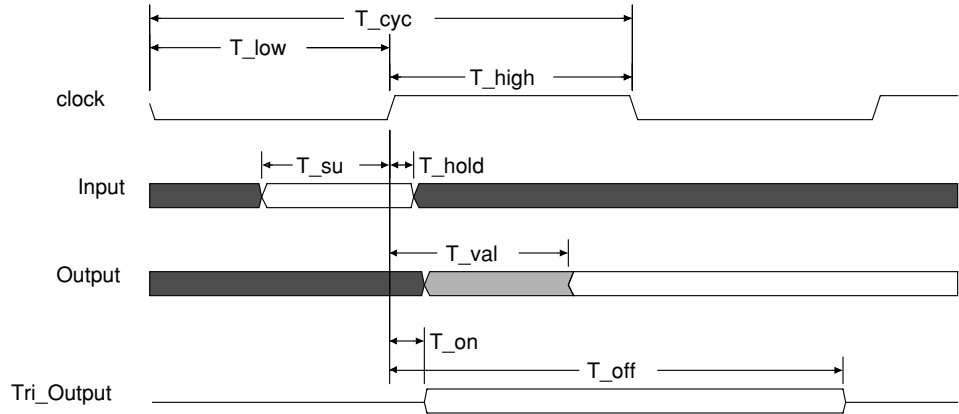 T_cyc
T_low
T_high
clock
T_su
T_hold
Input
T_val
Output
T_on
T_off
Tri_Output